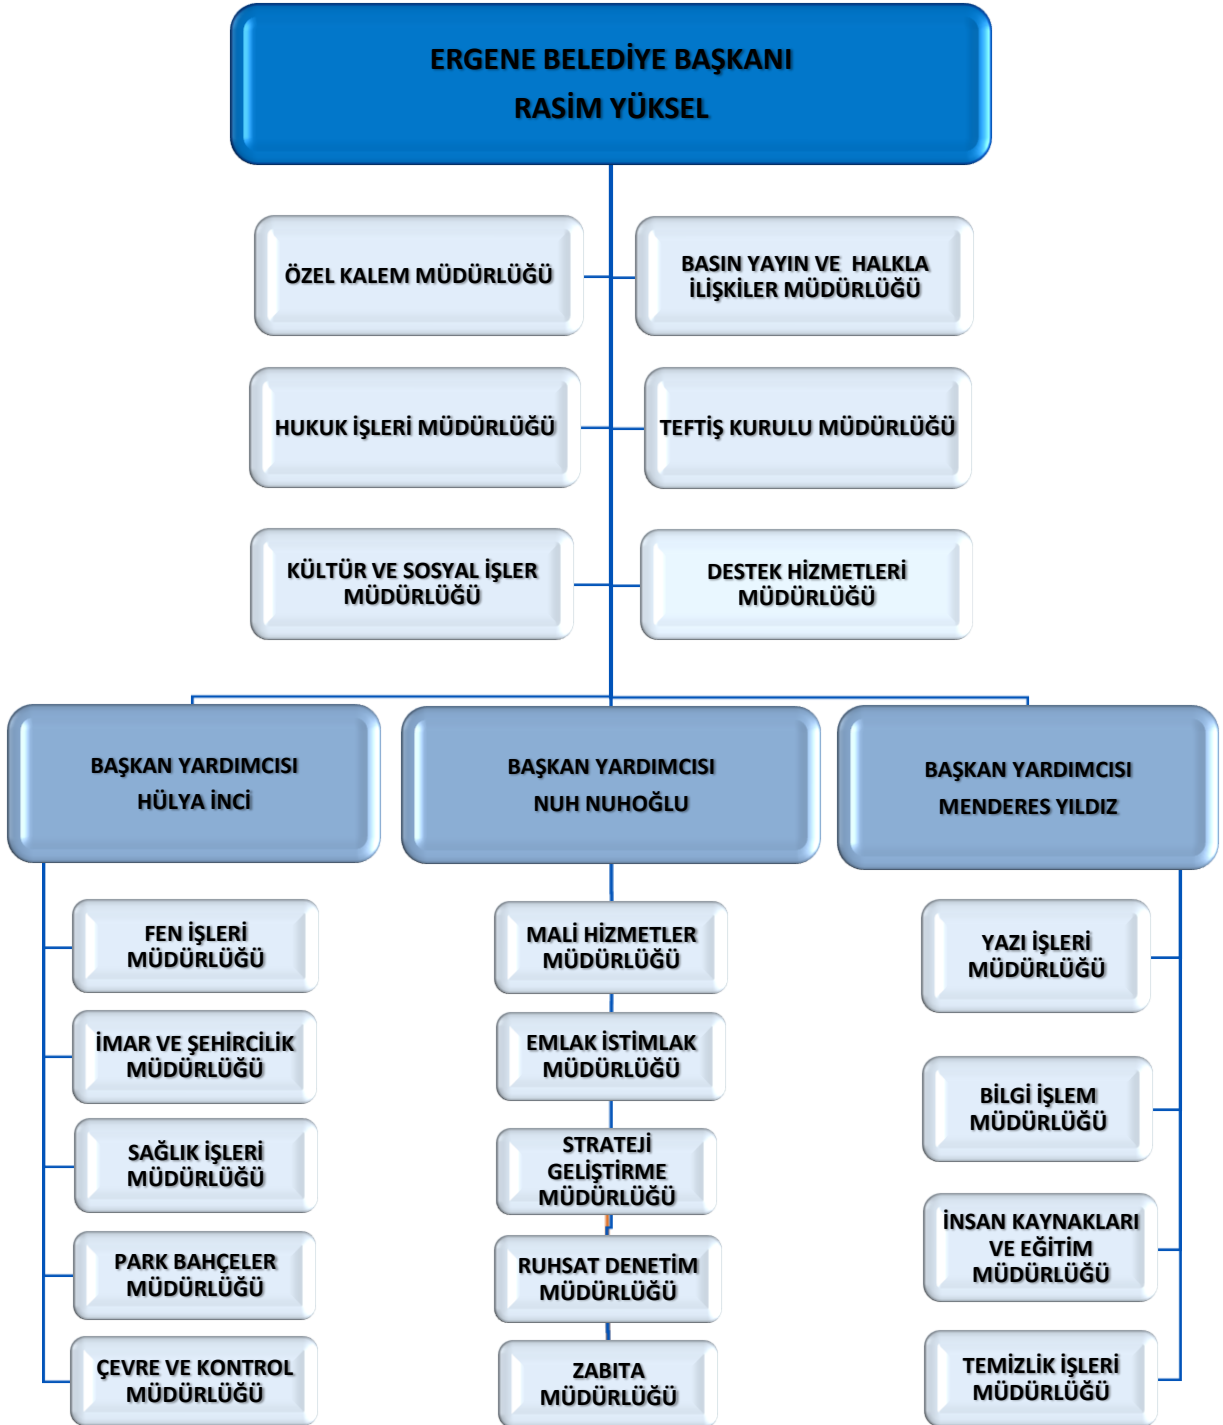 ERGENE BELEDİYE BAŞKANI
RASİM YÜKSEL
ÖZEL KALEM MÜDÜRLÜĞÜ
BASIN YAYIN VE HALKLA
İLİŞKİLER MÜDÜRLÜĞÜ
HUKUK İŞLERİ MÜDÜRLÜĞÜ
TEFTİŞ KURULU MÜDÜRLÜĞÜ
KÜLTÜR VE SOSYAL İŞLER
MÜDÜRLÜĞÜ
DESTEK HİZMETLERİ
MÜDÜRLÜĞÜ
BAŞKAN YARDIMCISI
HÜLYA İNCİ
BAŞKAN YARDIMCISI
NUH NUHOĞLU
BAŞKAN YARDIMCISI
MENDERES YILDIZ
FEN İŞLERİ
MÜDÜRLÜĞÜ
İMAR VE ŞEHİRCİLİK
MÜDÜRLÜĞÜ
SAĞLIK İŞLERİ
MÜDÜRLÜĞÜ
PARK BAHÇELER
MÜDÜRLÜĞÜ
ÇEVRE VE KONTROL
MÜDÜRLÜĞÜ
MALİ HİZMETLER
MÜDÜRLÜĞÜ
EMLAK İSTİMLAK
MÜDÜRLÜĞÜ
STRATEJİ
GELİŞTİRME
MÜDÜRLÜĞÜ
RUHSAT DENETİM
MÜDÜRLÜĞÜ
ZABITA
MÜDÜRLÜĞÜ
YAZI İŞLERİ
MÜDÜRLÜĞÜ
BİLGİ İŞLEM
MÜDÜRLÜĞÜ
İNSAN KAYNAKLARI
VE EĞİTİM
MÜDÜRLÜĞÜ
TEMİZLİK İŞLERİ
MÜDÜRLÜĞÜ